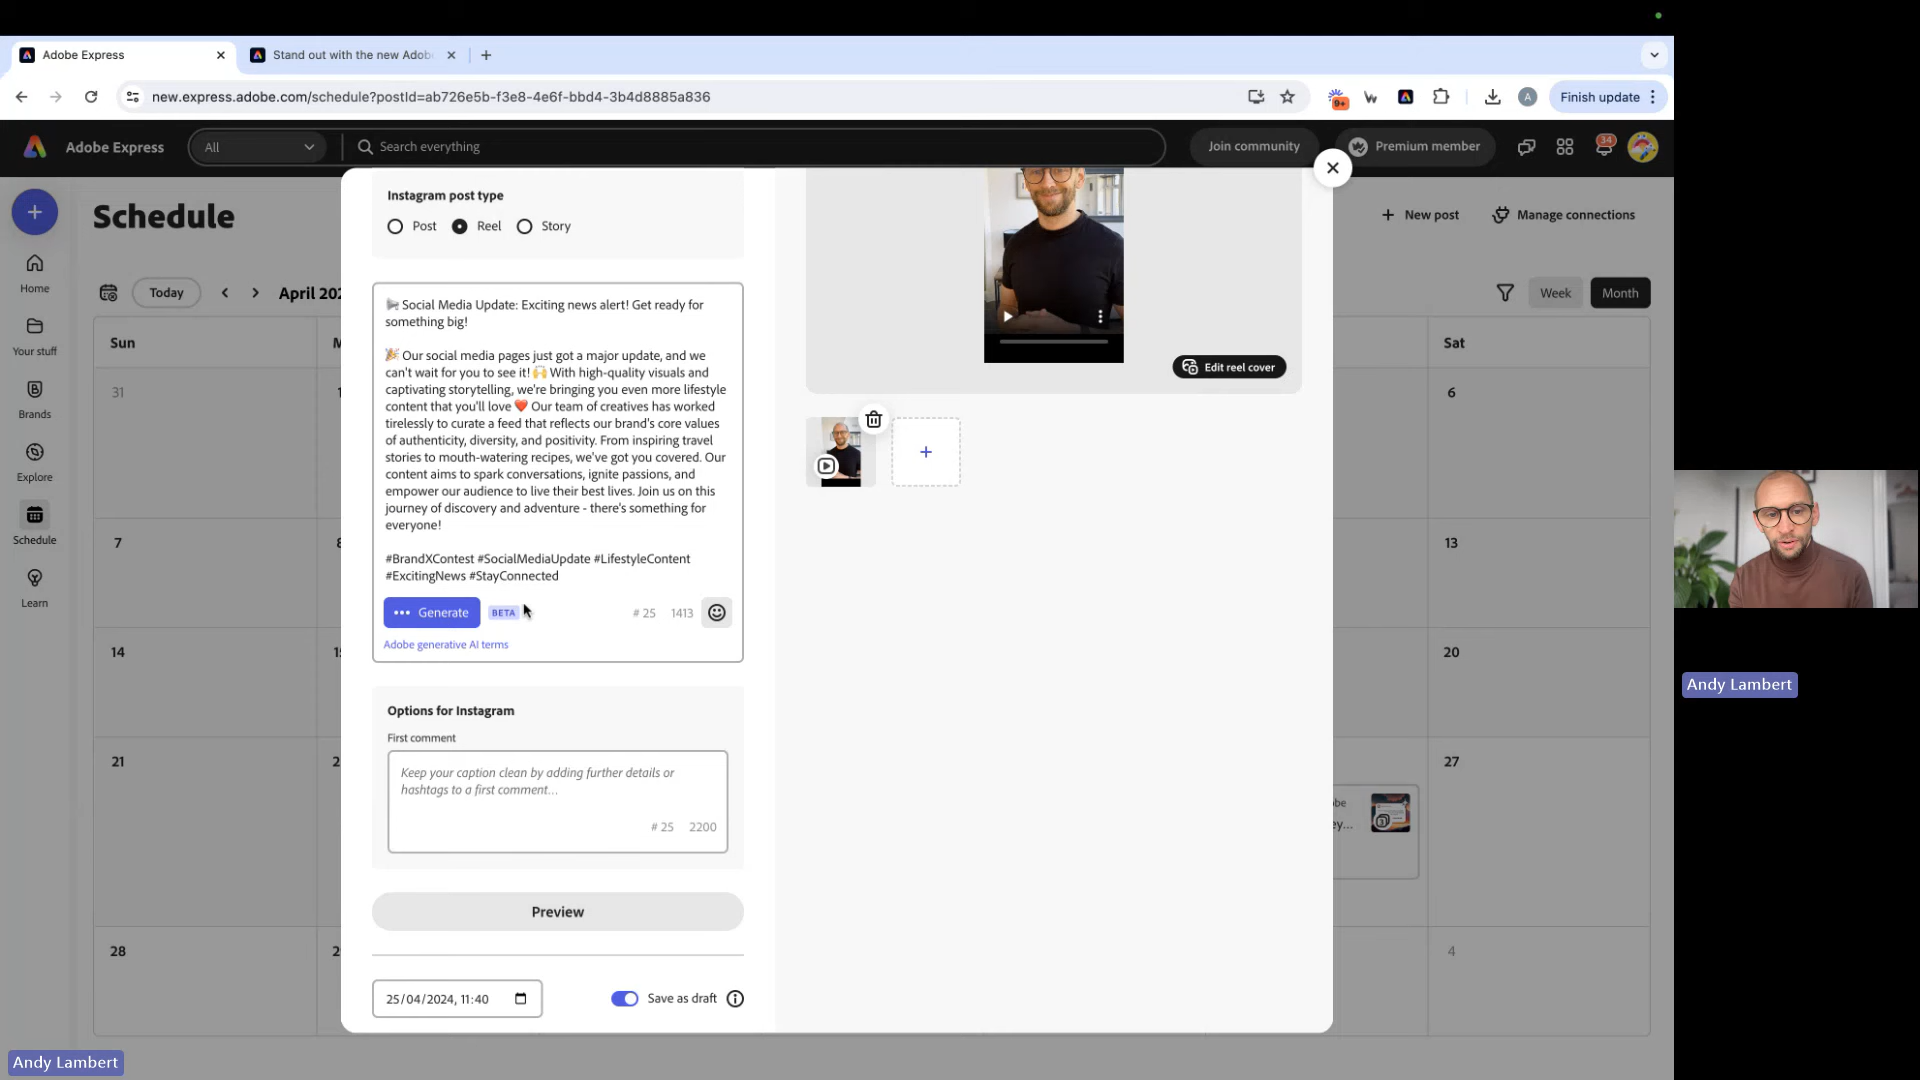 Adobe Express
Stand out with the new Adob
new.express.adobe.com/schedule?postId=ab726e5b-f3e8-4e6f-bbd4-3b4d8885a836
9+
A
Finish update
Adobe Express
All
Search everything
Join community
Premium member
34
Schedule
New post
Manage connections
Home
Your stuff
Brands
Explore
Schedule
Learn
Today
April 202
Week
Month
Sun
M
Sat
31
1
6
7
8
13
14
15
20
21
2
27
28
2
4
be
ey...
Instagram post type
Post
Reel
Story
Social Media Update: Exciting news alert! Get ready for
something big!
🎉 Our social media pages just got a major update, and we
can't wait for you to see it! 🙌 With high-quality visuals and
captivating storytelling, we're bringing you even more lifestyle
content that you'll love ❤️ Our team of creatives has worked
tirelessly to curate a feed that reflects our brand's core values
of authenticity, diversity, and positivity. From inspiring travel
stories to mouth-watering recipes, we've got you covered. Our
content aims to spark conversations, ignite passions, and
empower our audience to live their best lives. Join us on this
journey of discovery and adventure - there's something for
everyone!
#BrandXContest #SocialMediaUpdate #LifestyleContent
#ExcitingNews #StayConnected
Generate
BETA
# 25
1413
Adobe generative AI terms
Options for Instagram
First comment
Keep your caption clean by adding further details or
hashtags to a first comment...
# 25
2200
Preview
25/04/2024, 11:40
Save as draft
Edit reel cover
Andy Lambert
Andy Lambert